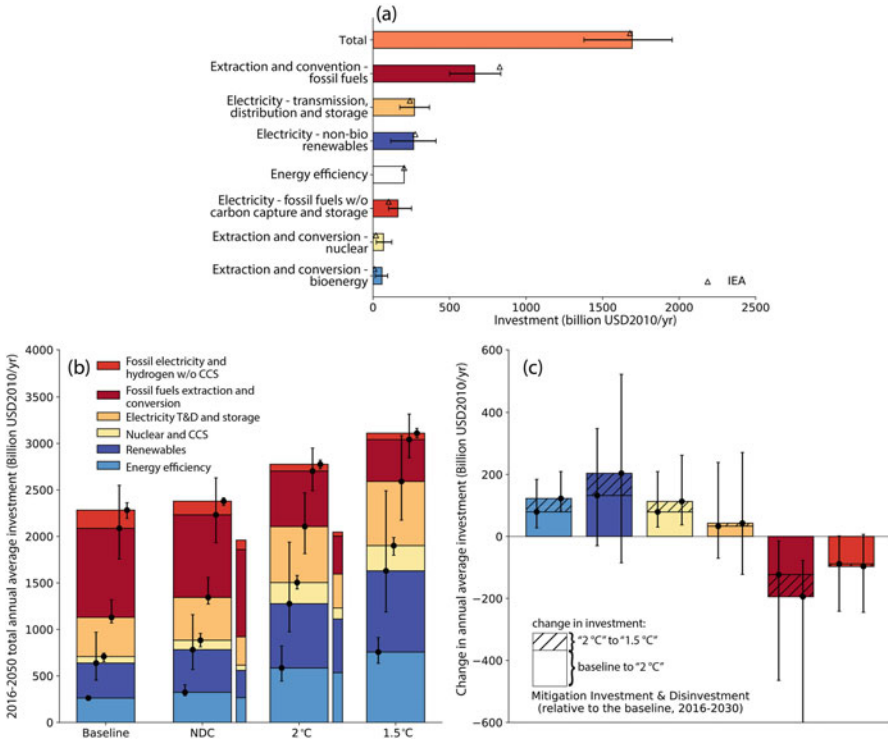 (a)
Total
Extraction and convention -
fossil fuels
Electricity - transmission,
distribution and storage
Electricity - non-bio
renewables
Energy efficiency
Electricity - fossil fuels w/o
carbon capture and storage
Extraction and conversion -
nuclear
Extraction and conversion -
bioenergy
IEA
0 500 1000 1500 2000 2500
Investment (billion USD2010/yr)
(b)
2016-2050 total annual average investment (Billion USD2010/yr)
4000
3500
3000
2500
2000
1500
1000
500
0
Fossil electricity and
hydrogen w/o CCS
Fossil fuels extraction and
conversion
Electricity T&D and storage
Nuclear and CCS
Renewables
Energy efficiency
Baseline NDC 2°C 1.5°C
(c)
Change in annual average investment (Billion USD2010/yr)
600
400
200
0
−200
−400
−600
change in investment:
"2 °C" to "1.5 °C"
baseline to "2°C"
Mitigation Investment & Disinvestment
(relative to the baseline, 2016-2030)